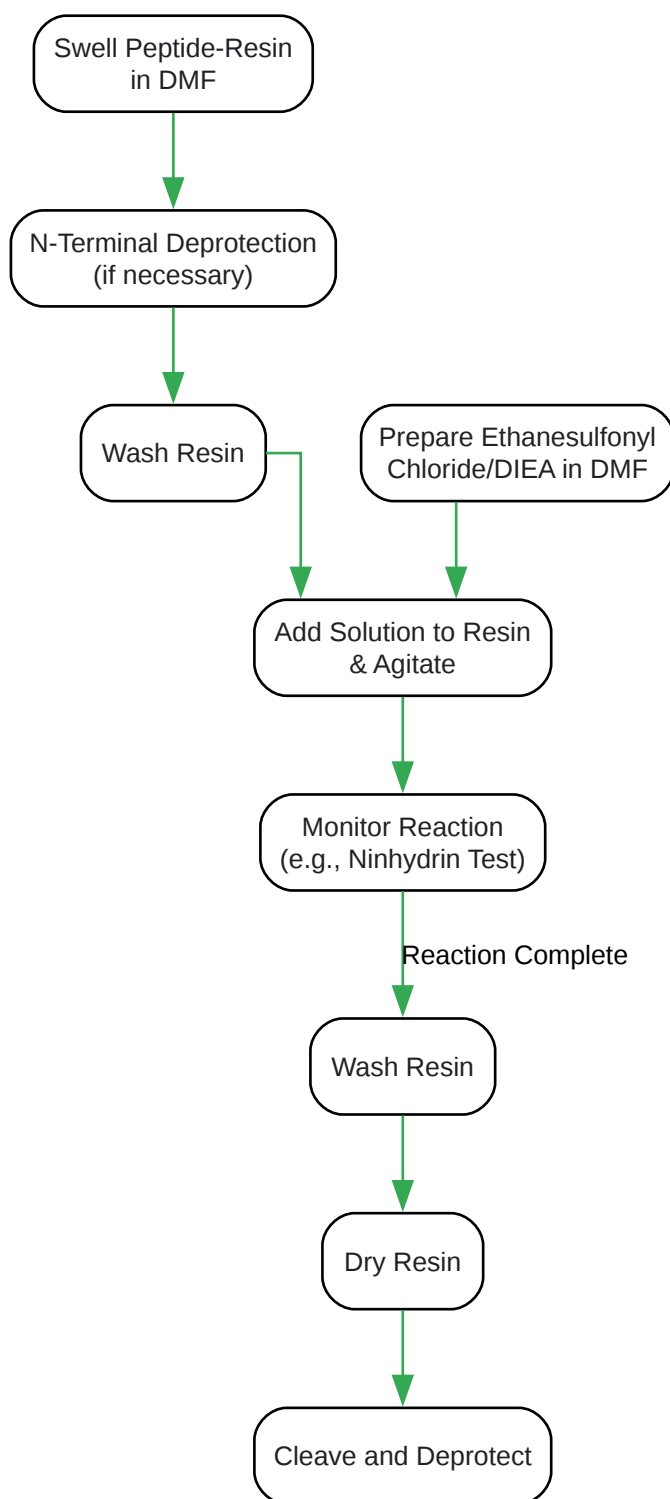 Swell Peptide-Resin
in DMF
N-Terminal Deprotection
(if necessary)
Wash Resin
Prepare Ethanesulfonyl
Chloride/DIEA in DMF
Add Solution to Resin
& Agitate
Monitor Reaction
(e.g., Ninhydrin Test)
Reaction Complete
Wash Resin
Dry Resin
Cleave and Deprotect